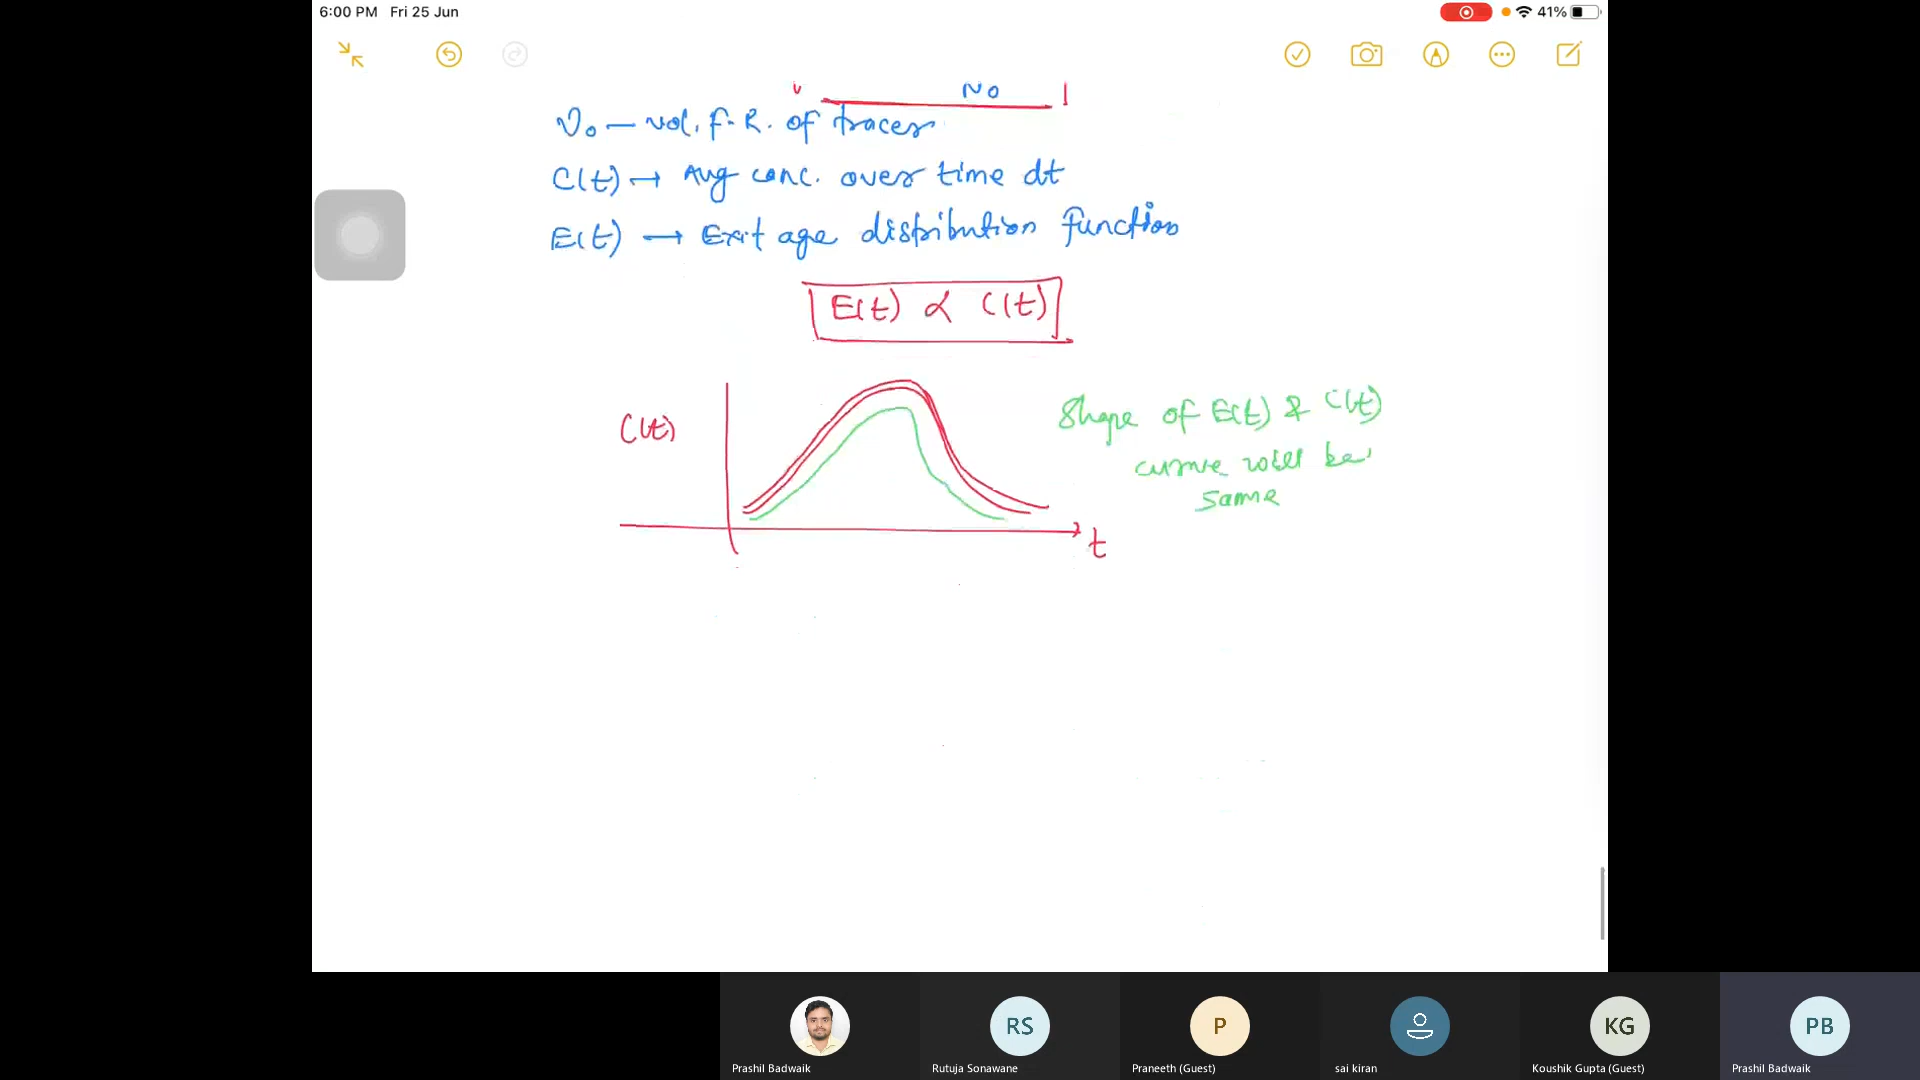 6:00 PM Fri 25 Jun
41%
N0
v0 — vol. f.R. of tracer
C(t) → Avg conc. over time dt
E(t) → Exit age distribution function
E(t) ∝ C(t)
C(t)
Shape of E(t) & C(t)
curve will be
same
t
RS
P
KG
PB
Prashil Badwaik
Rutuja Sonawane
Praneeth (Guest)
sai kiran
Koushik Gupta (Guest)
Prashil Badwaik